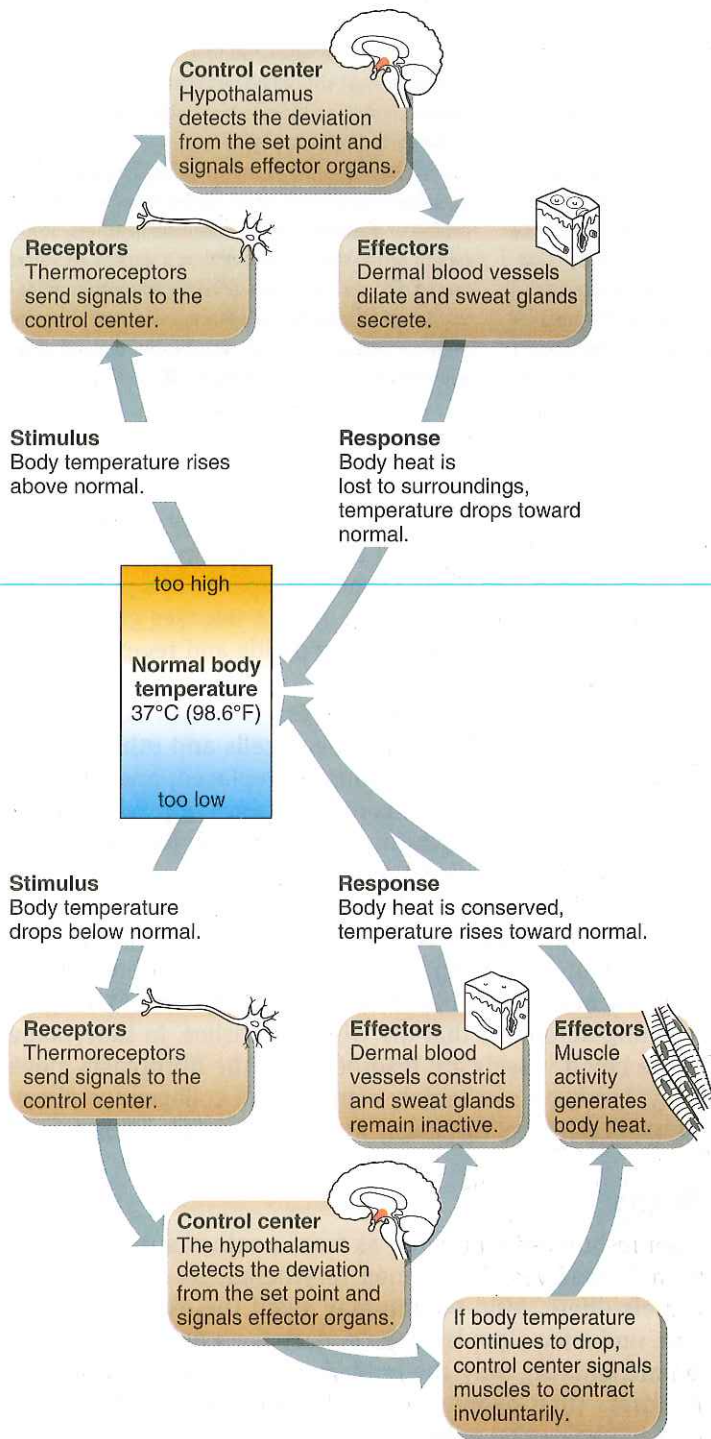 Control center
Hypothalamus
detects the deviation
from the set point and
signals effector organs.
Receptors
Thermoreceptors
send signals to the
control center.
Effectors
Dermal blood vessels
dilate and sweat glands
secrete.
Stimulus
Body temperature rises
above normal.
Response
Body heat is
lost to surroundings,
temperature drops toward
normal.
too high
Normal body
temperature
37°C (98.6°F)
too low
Stimulus
Body temperature
drops below normal.
Response
Body heat is conserved,
temperature rises toward normal.
Receptors
Thermoreceptors
send signals to the
control center.
Effectors
Dermal blood
vessels constrict
and sweat glands
remain inactive.
Effectors
Muscle
activity
generates
body heat.
Control center
The hypothalamus
detects the deviation
from the set point and
signals effector organs.
If body temperature
continues to drop,
control center signals
muscles to contract
involuntarily.